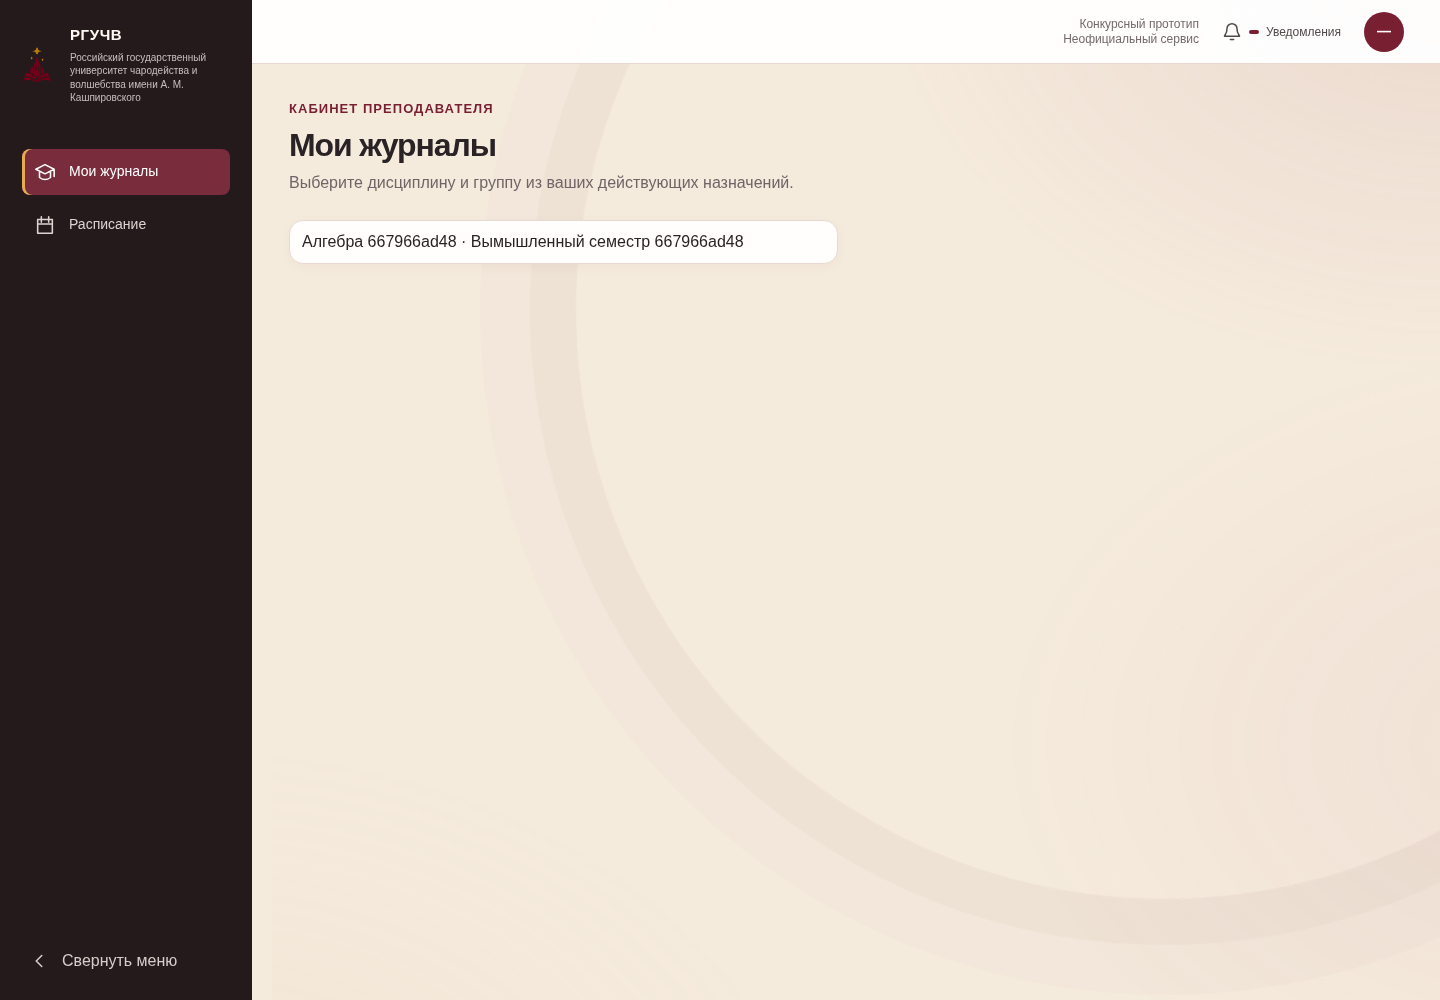 РГУЧВ
Российский государственный
университет чародейства и
волшебства имени А. М.
Кашпировского
Мои журналы
Расписание
Свернуть меню
Конкурсный прототип
Неофициальный сервис
Уведомления
КАБИНЕТ ПРЕПОДАВАТЕЛЯ
Мои журналы
Выберите дисциплину и группу из ваших действующих назначений.
Алгебра 667966ad48 · Вымышленный семестр 667966ad48